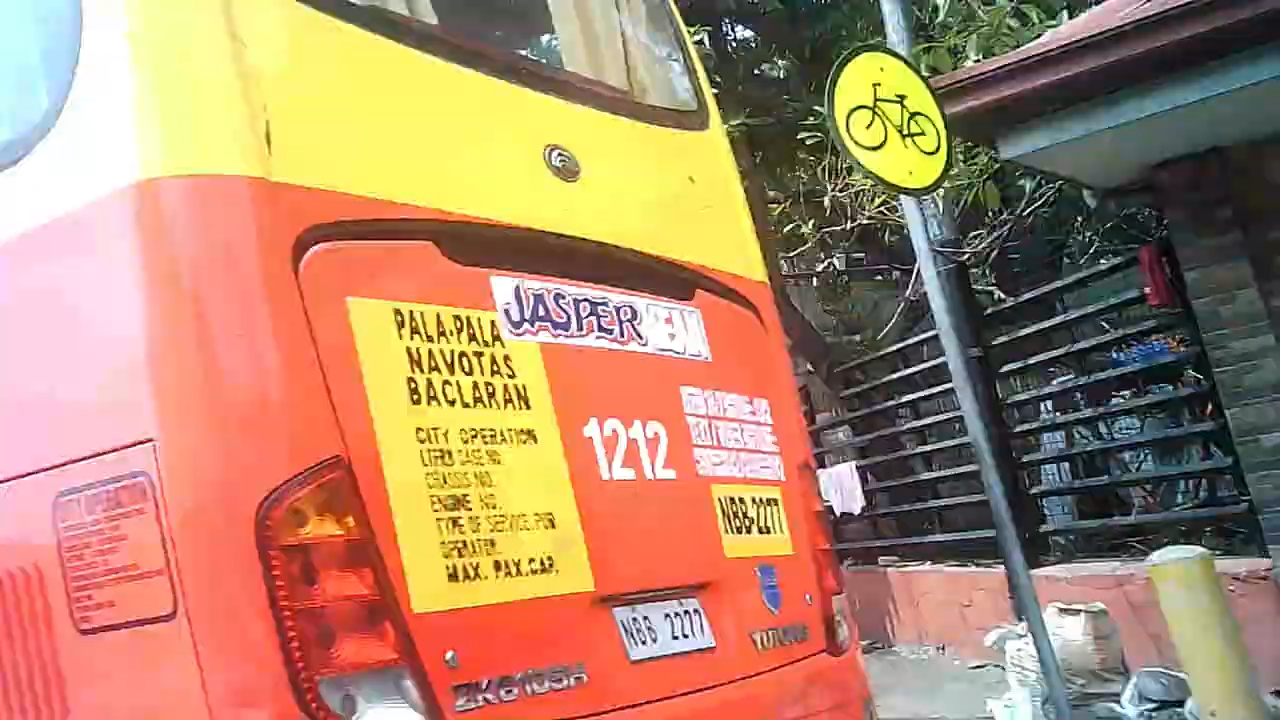 JASPER JEAN
PALA-PALA
NAVOTAS
BACLARAN
CITY OPERATION
LTFRB CASE NO.
CHASSIS NO.
ENGINE NO.
TYPE OF SERVICE: PUB
OPERATOR:
MAX. PAX.CAP.
1212
NBB-2277
NBB 2277
YUTONG
ZK6105H